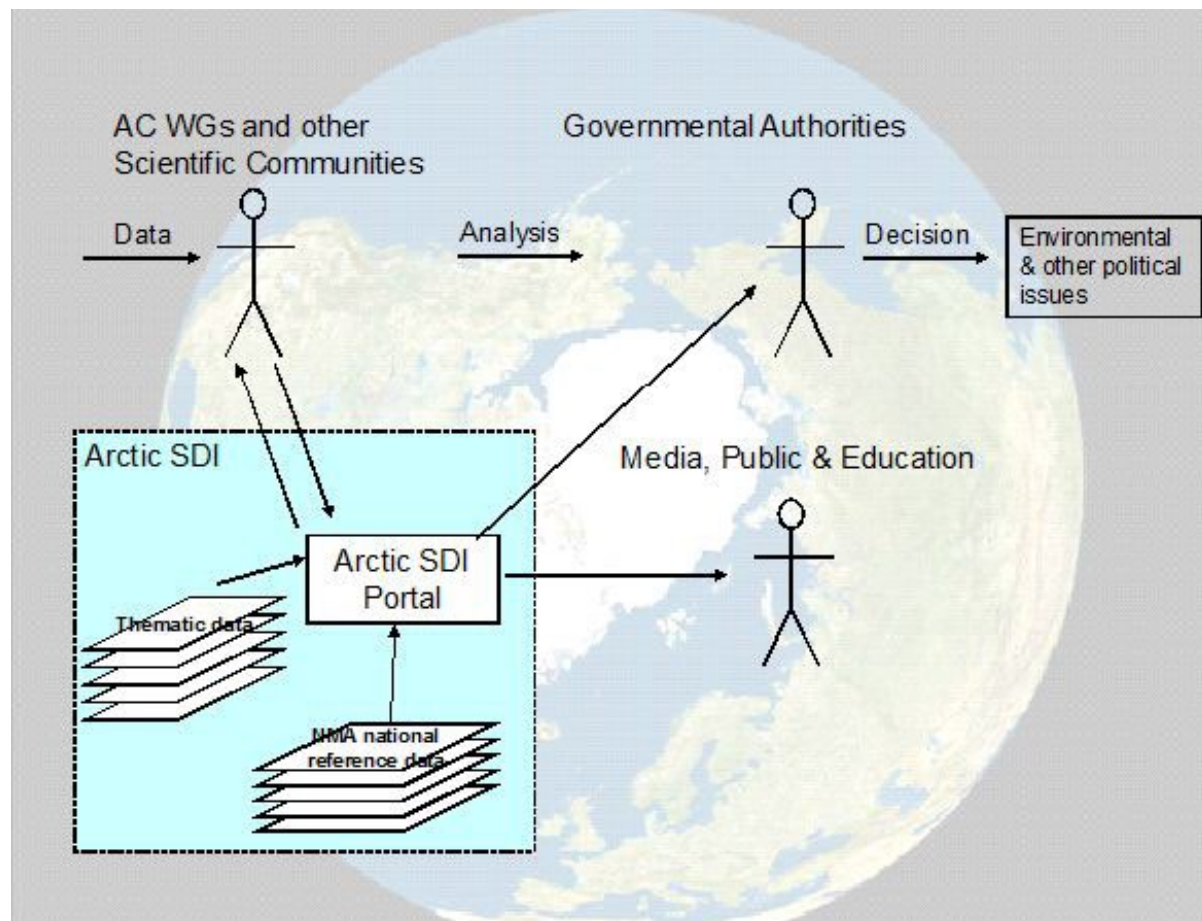 AC WGs and other
Scientific Communities
Governmental Authorities
Data
Analysis
Decision
Environmental
& other political
issues
Arctic SDI
Media, Public & Education
Arctic SDI
Portal
Thematic data
NMA national
reference data